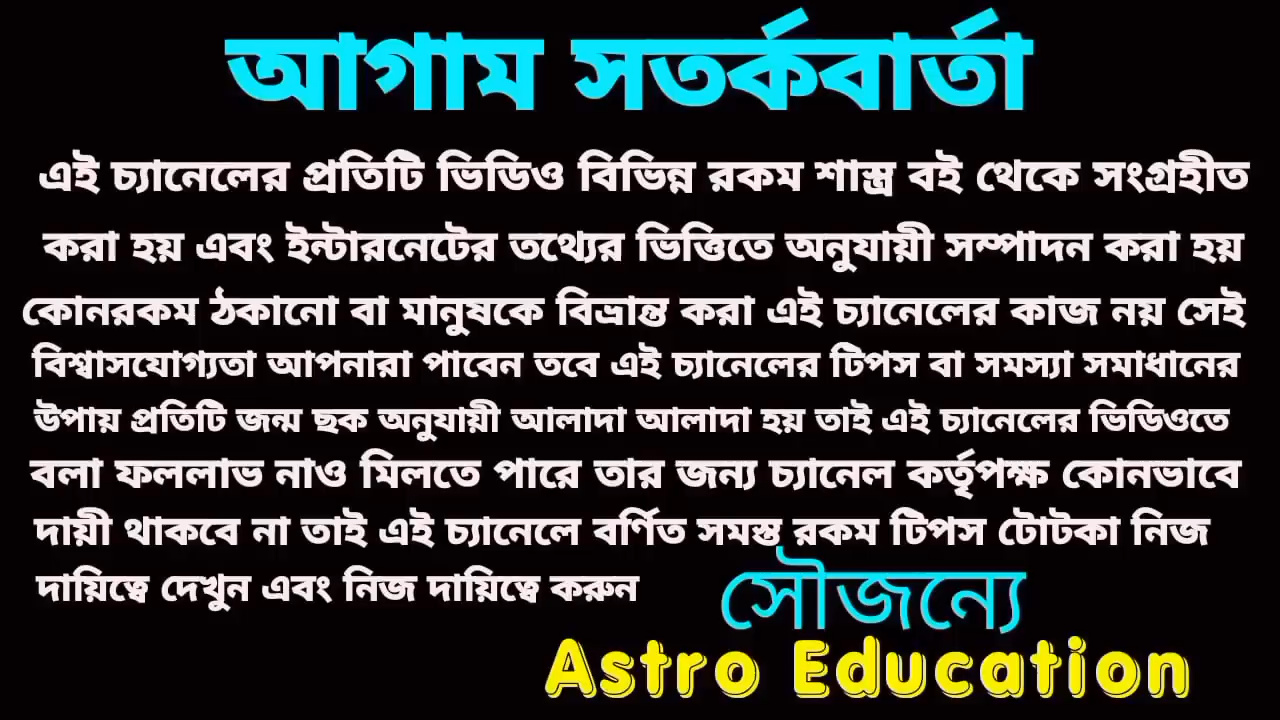 আগাম সতর্কবার্তা
এই চ্যানেলের প্রতিটি ভিডিও বিভিন্ন রকম শাস্ত্র বই থেকে সংগ্রহীত
করা হয় এবং ইন্টারনেটের তথ্যের ভিত্তিতে অনুযায়ী সম্পাদন করা হয়
কোনরকম ঠকানো বা মানুষকে বিভ্রান্ত করা এই চ্যানেলের কাজ নয় সেই
বিশ্বাসযোগ্যতা আপনারা পাবেন তবে এই চ্যানেলের টিপস বা সমস্যা সমাধানের
উপায় প্রতিটি জন্ম ছক অনুযায়ী আলাদা আলাদা হয় তাই এই চ্যানেলের ভিডিওতে
বলা ফললাভ নাও মিলতে পারে তার জন্য চ্যানেল কর্তৃপক্ষ কোনভাবে
দায়ী থাকবে না তাই এই চ্যানেলে বর্ণিত সমস্ত রকম টিপস টোটকা নিজ
দায়িত্বে দেখুন এবং নিজ দায়িত্বে করুন
সৌজন্যে
Astro Education